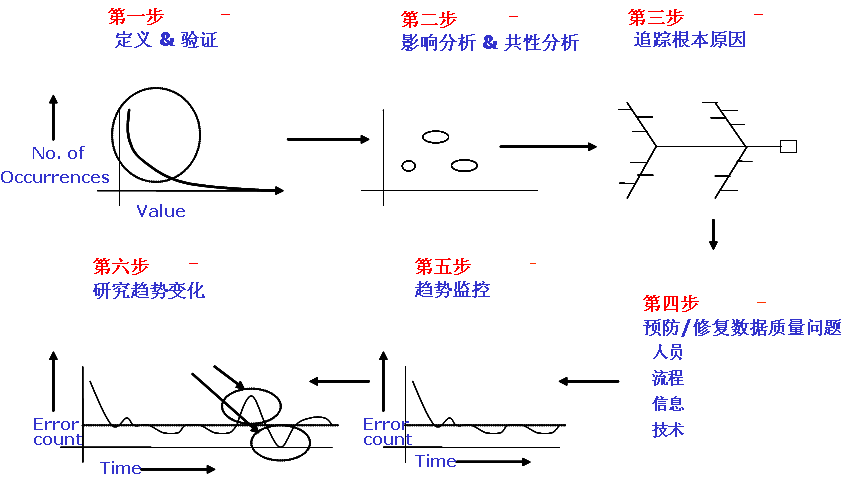 第一步 –
定义 & 验证
No. of
Occurrences
Value
第二步 –
影响分析 & 共性分析
第三步 –
追踪根本原因
第四步 –
预防/修复数据质量问题
人员
流程
信息
技术
第五步 –
趋势监控
Error
count
Time
第六步 –
研究趋势变化
Error
count
Time